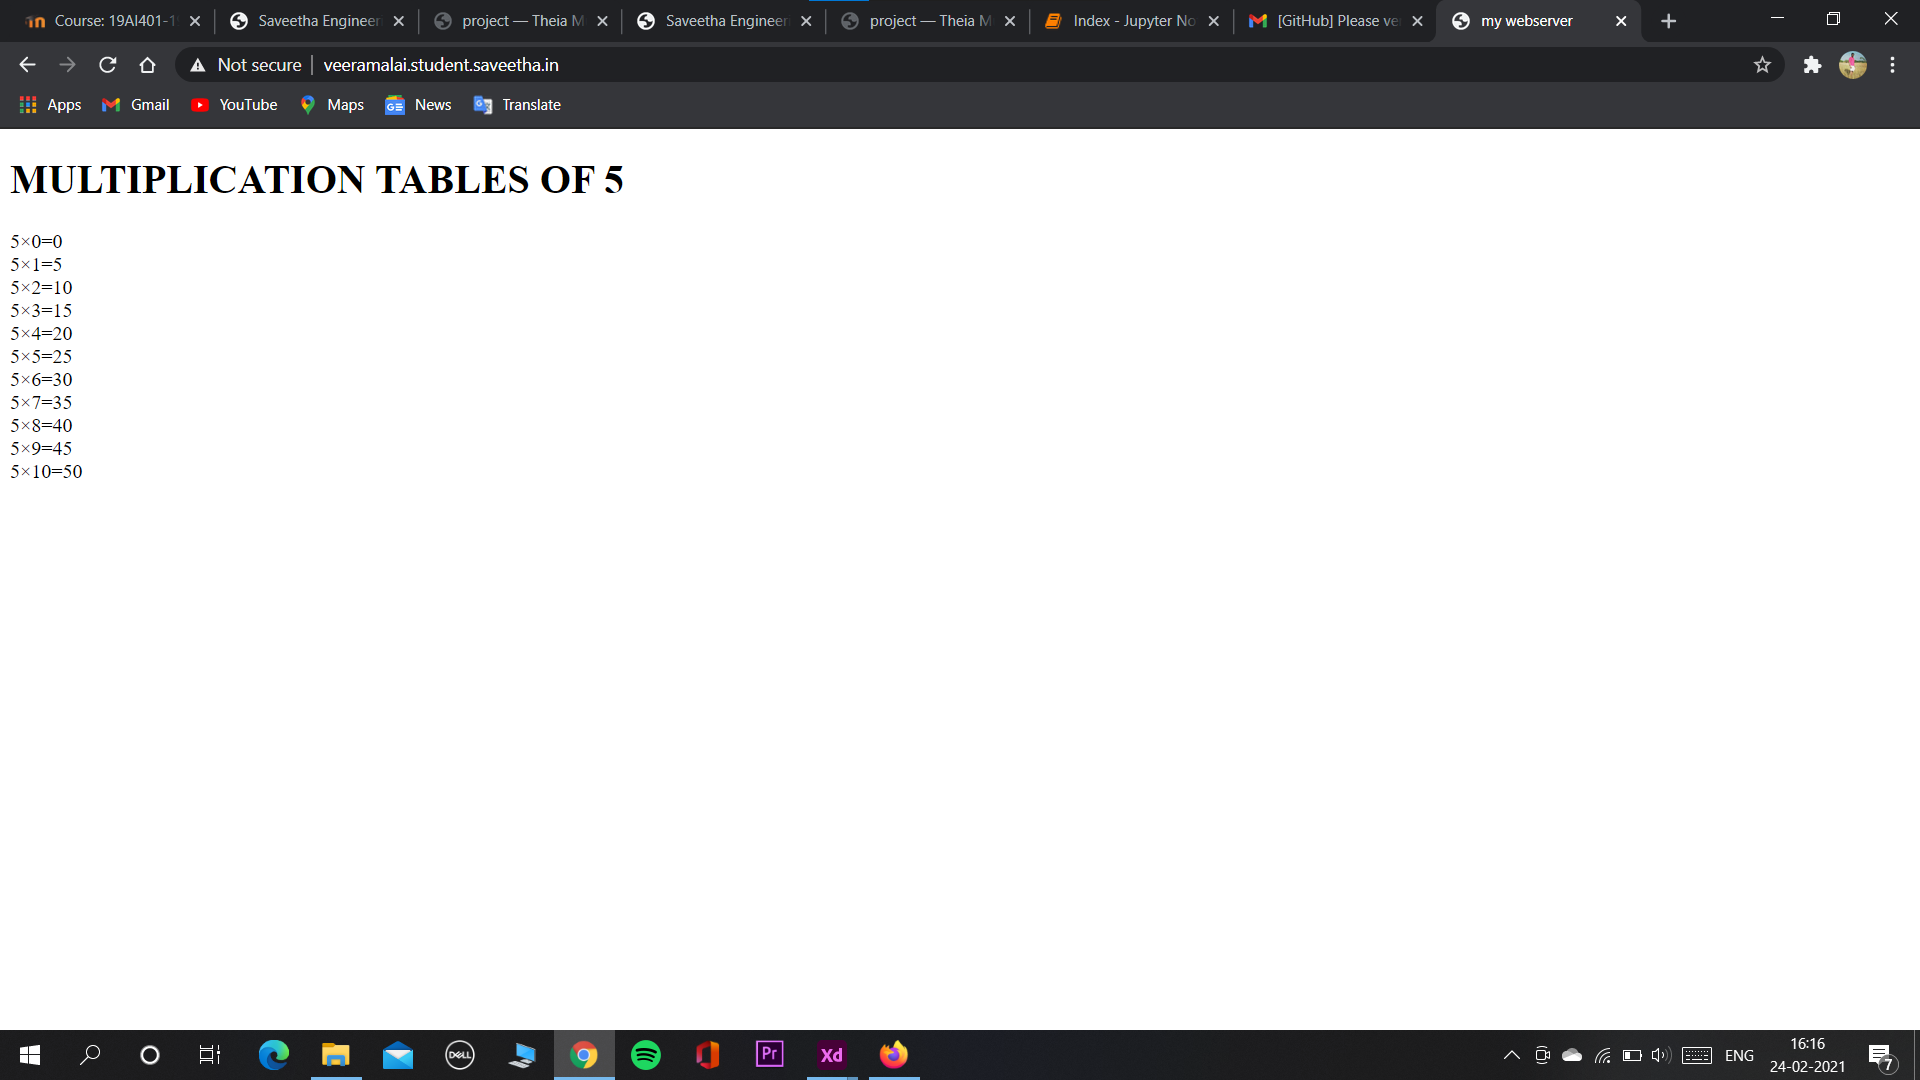 Course: 19AI401-1
Saveetha Engineer
project — Theia M
Saveetha Engineer
project — Theia M
Index - Jupyter No
[GitHub] Please ve
my webserver
Not secure
veeramalai.student.saveetha.in
Apps
Gmail
YouTube
Maps
News
Translate
MULTIPLICATION TABLES OF 5
5×0=0
5×1=5
5×2=10
5×3=15
5×4=20
5×5=25
5×6=30
5×7=35
5×8=40
5×9=45
5×10=50
DELL
Pr
Xd
ENG
16:16
24-02-2021
7